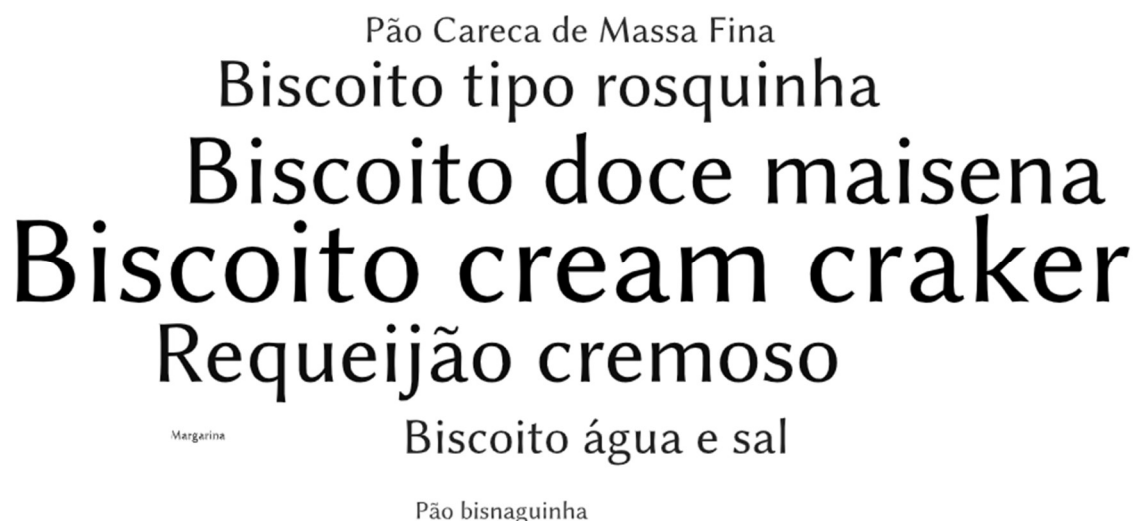 Pão Careca de Massa Fina
Biscoito tipo rosquinha
Biscoito doce maisena
Biscoito cream craker
Requeijão cremoso
Margarina
Biscoito água e sal
Pão bisnaguinha